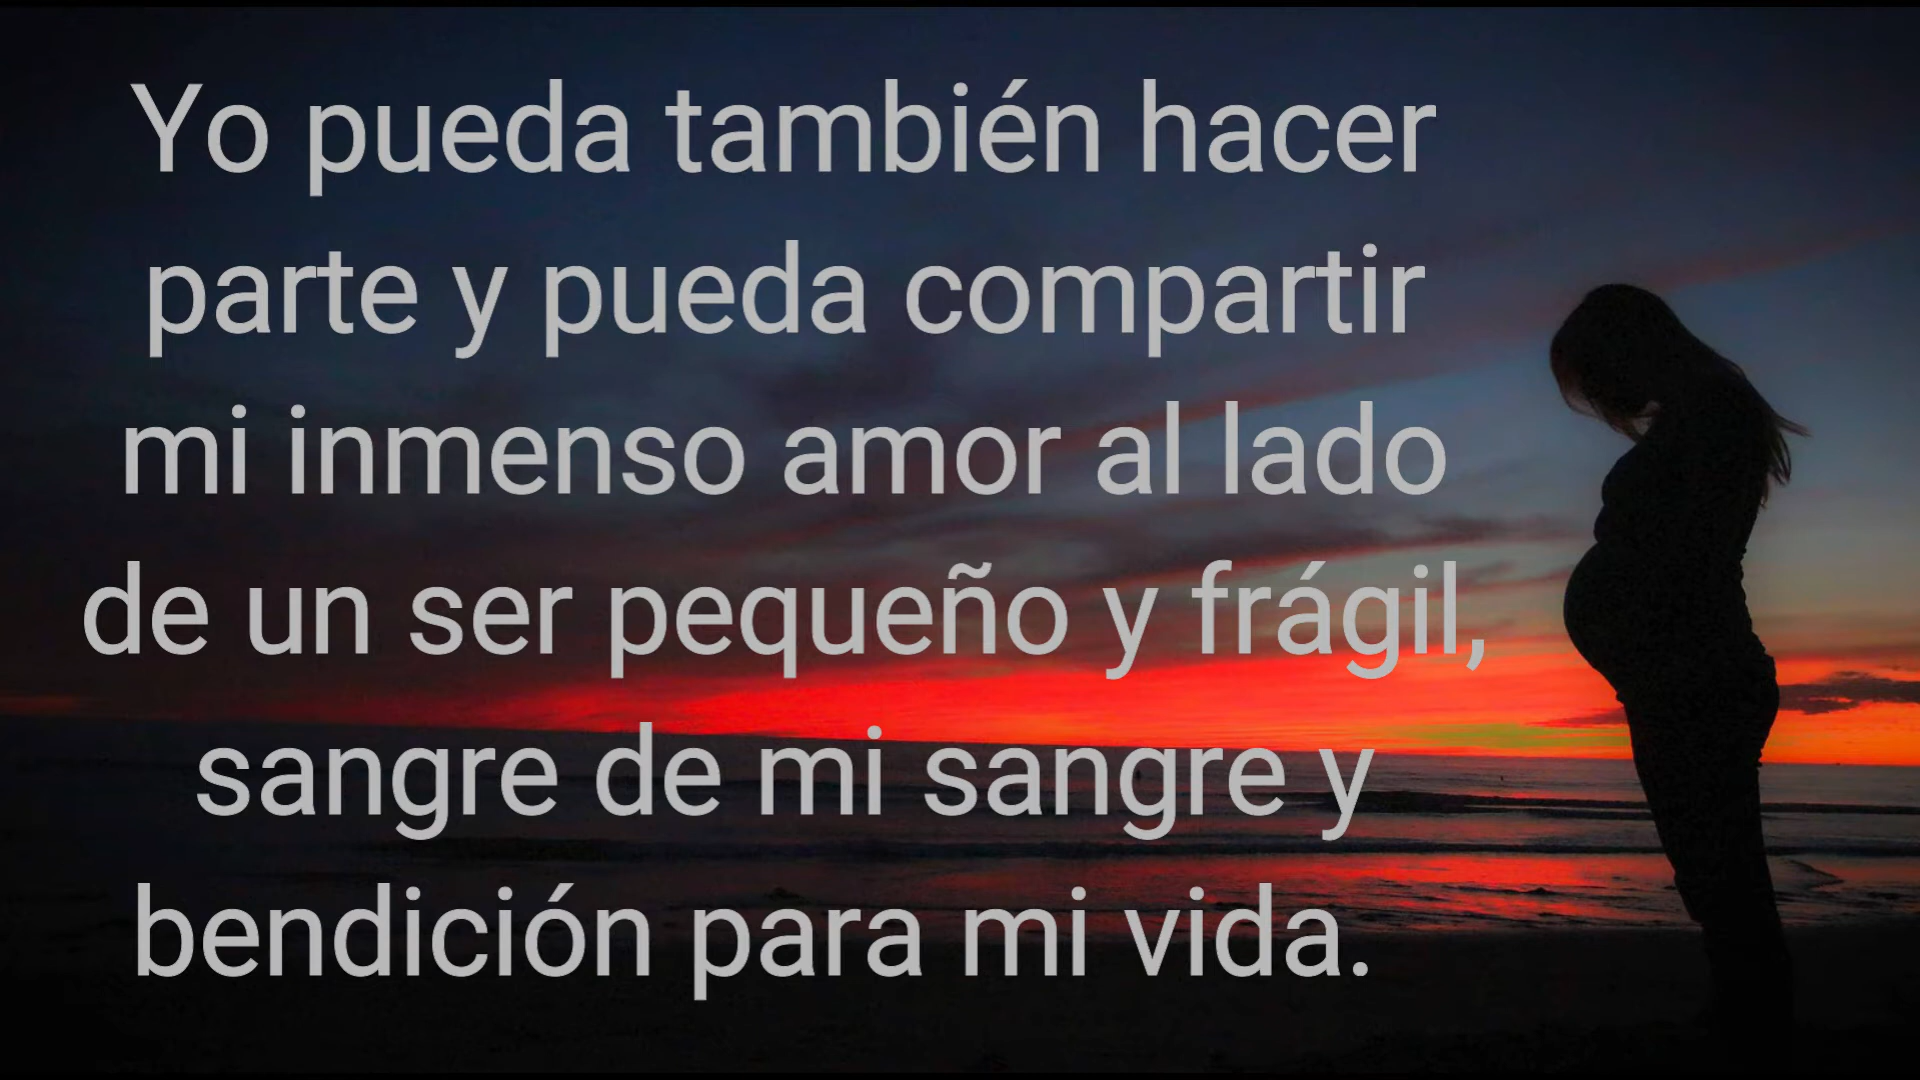 Yo pueda también hacer
parte y pueda compartir
mi inmenso amor al lado
de un ser pequeño y frágil,
sangre de mi sangre y
bendición para mi vida.